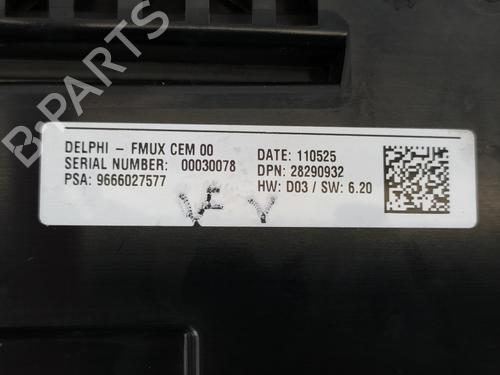 DELPHI – FMUX CEM 00
SERIAL NUMBER: 00030078
PSA: 9666027577
DATE: 110525
DPN: 28290932
HW: D03 / SW: 6.20
B-PARTS